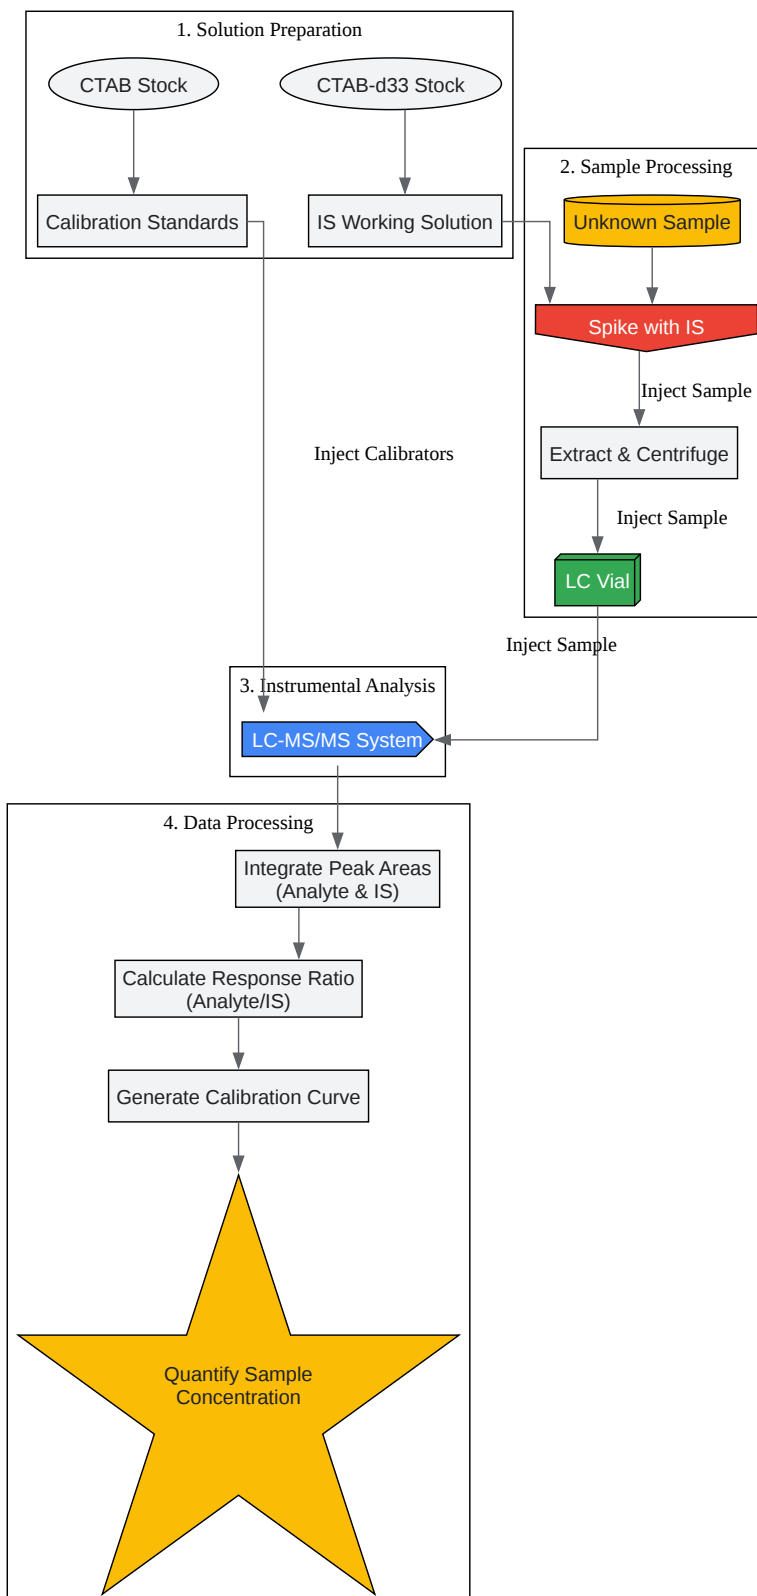 1. Solution Preparation
CTAB Stock
CTAB-d33 Stock
Calibration Standards
IS Working Solution
2. Sample Processing
Unknown Sample
Spike with IS
Inject Sample
Extract & Centrifuge
Inject Sample
LC Vial
Inject Sample
Inject Calibrators
3. Instrumental Analysis
LC-MS/MS System
4. Data Processing
Integrate Peak Areas
(Analyte & IS)
Calculate Response Ratio
(Analyte/IS)
Generate Calibration Curve
Quantify Sample
Concentration